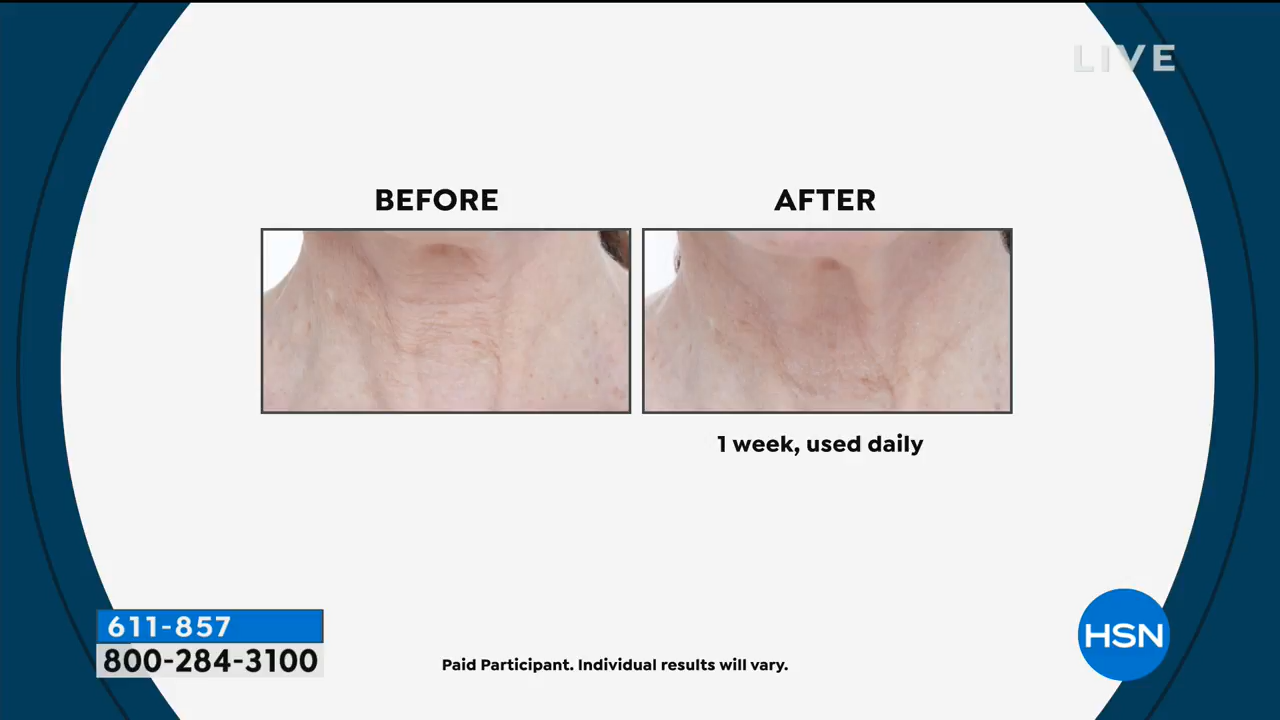 LIVE
BEFORE
AFTER
1 week, used daily
611-857
800-284-3100
Paid Participant. Individual results will vary.
HSN